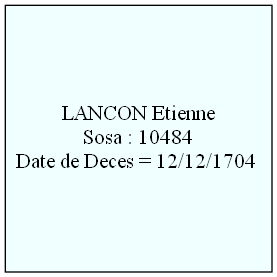 LANCON Etienne
Sosa : 10484
Date de Deces = 12/12/1704